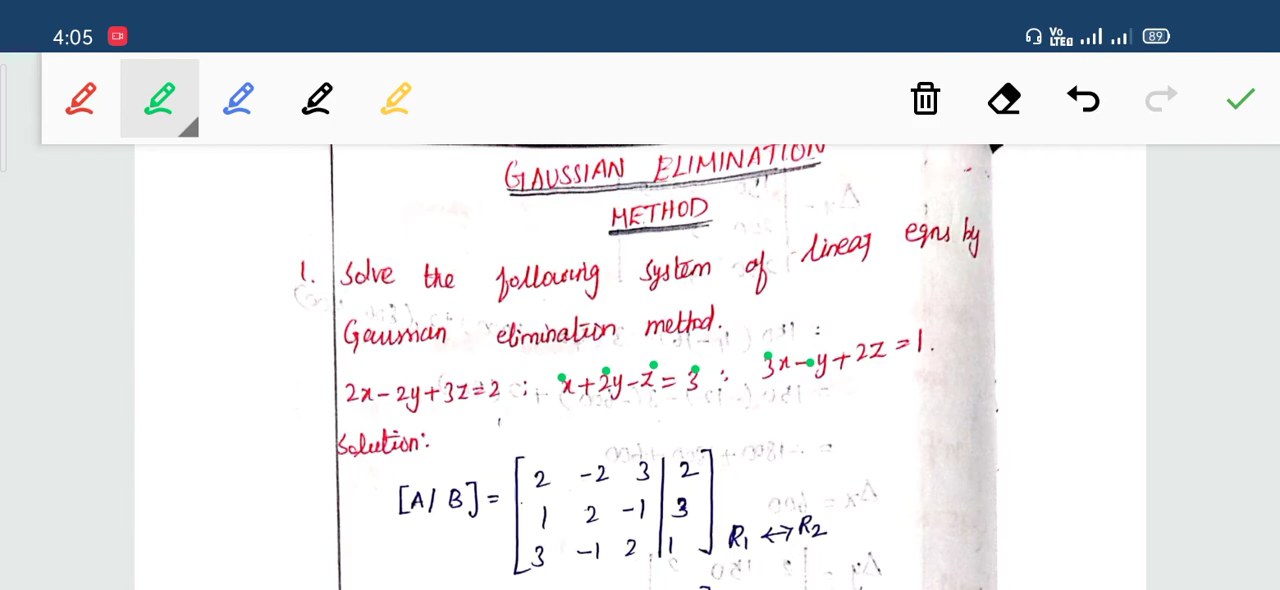 4:05 Vo LTE 89
GAUSSIAN ELIMINATION
METHOD
1. Solve the following system of linear eqns by
Gaussian elimination method.
2x-2y+3z=2 ; x+2y-z=3 ; 3x-y+2z=1.
Solution:
[A/B] = [ 2 -2 3 | 2
1 2 -1 | 3
3 -1 2 | 1 ] R₁ ↔ R₂